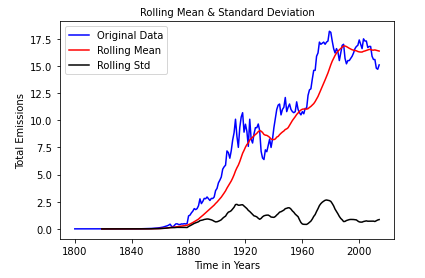 Rolling Mean & Standard Deviation
Original Data
Rolling Mean
Rolling Std
Total Emissions
17.5
15.0
12.5
10.0
7.5
5.0
2.5
0.0
1800 1840 1880 1920 1960 2000
Time in Years